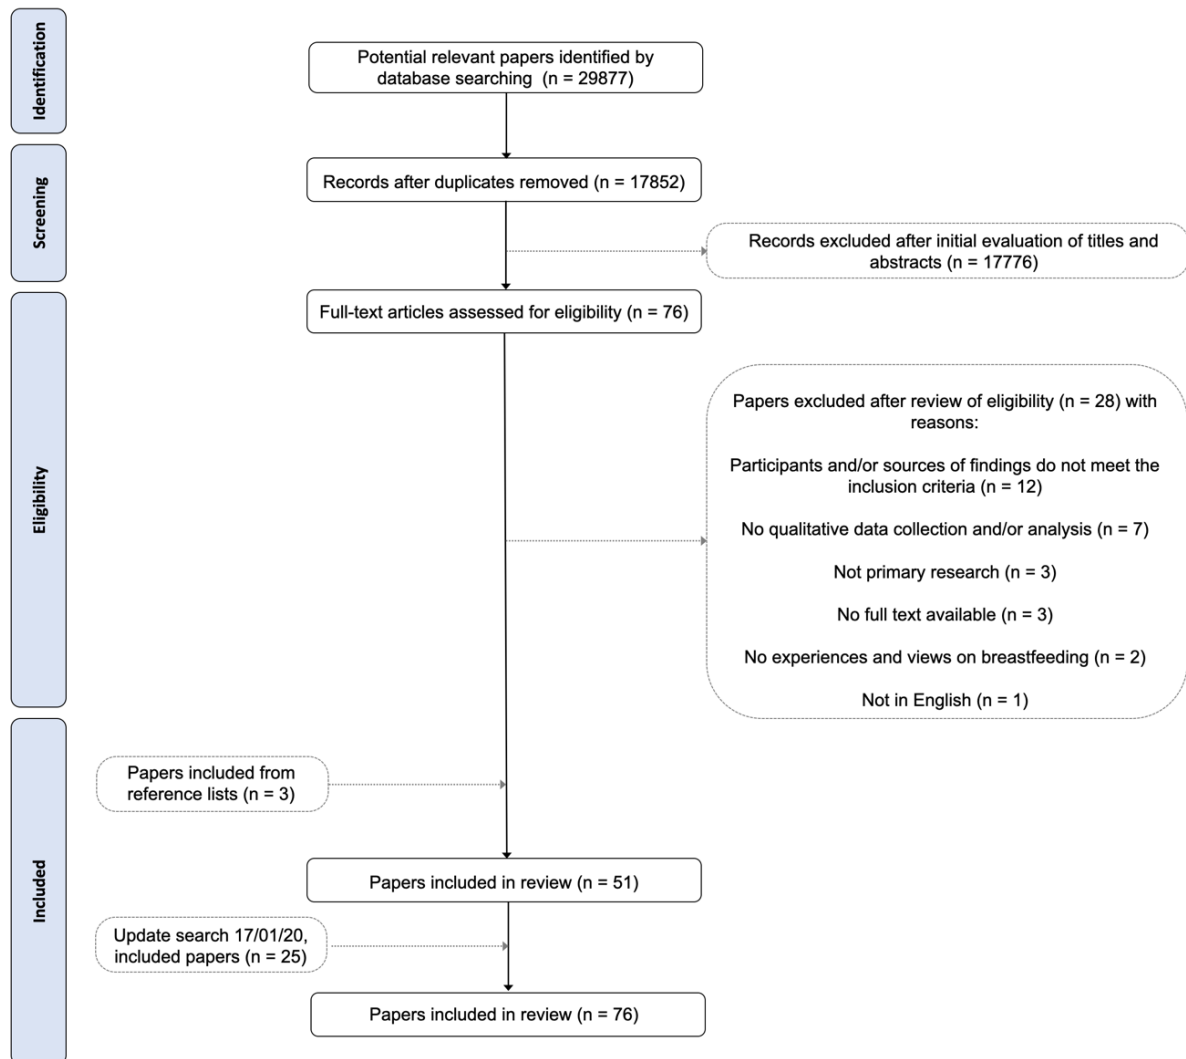 Identification
Potential relevant papers identified by
database searching  (n = 29877)
Screening
Records after duplicates removed (n = 17852)
Records excluded after initial evaluation of titles and
abstracts (n = 17776)
Eligibility
Full-text articles assessed for eligibility (n = 76)
Papers excluded after review of eligibility (n = 28) with
reasons:
Participants and/or sources of findings do not meet the
inclusion criteria (n = 12)
No qualitative data collection and/or analysis (n = 7)
Not primary research (n = 3)
No full text available (n = 3)
No experiences and views on breastfeeding (n = 2)
Not in English (n = 1)
Included
Papers included from
reference lists (n = 3)
Papers included in review (n = 51)
Update search 17/01/20,
included papers (n = 25)
Papers included in review (n = 76)